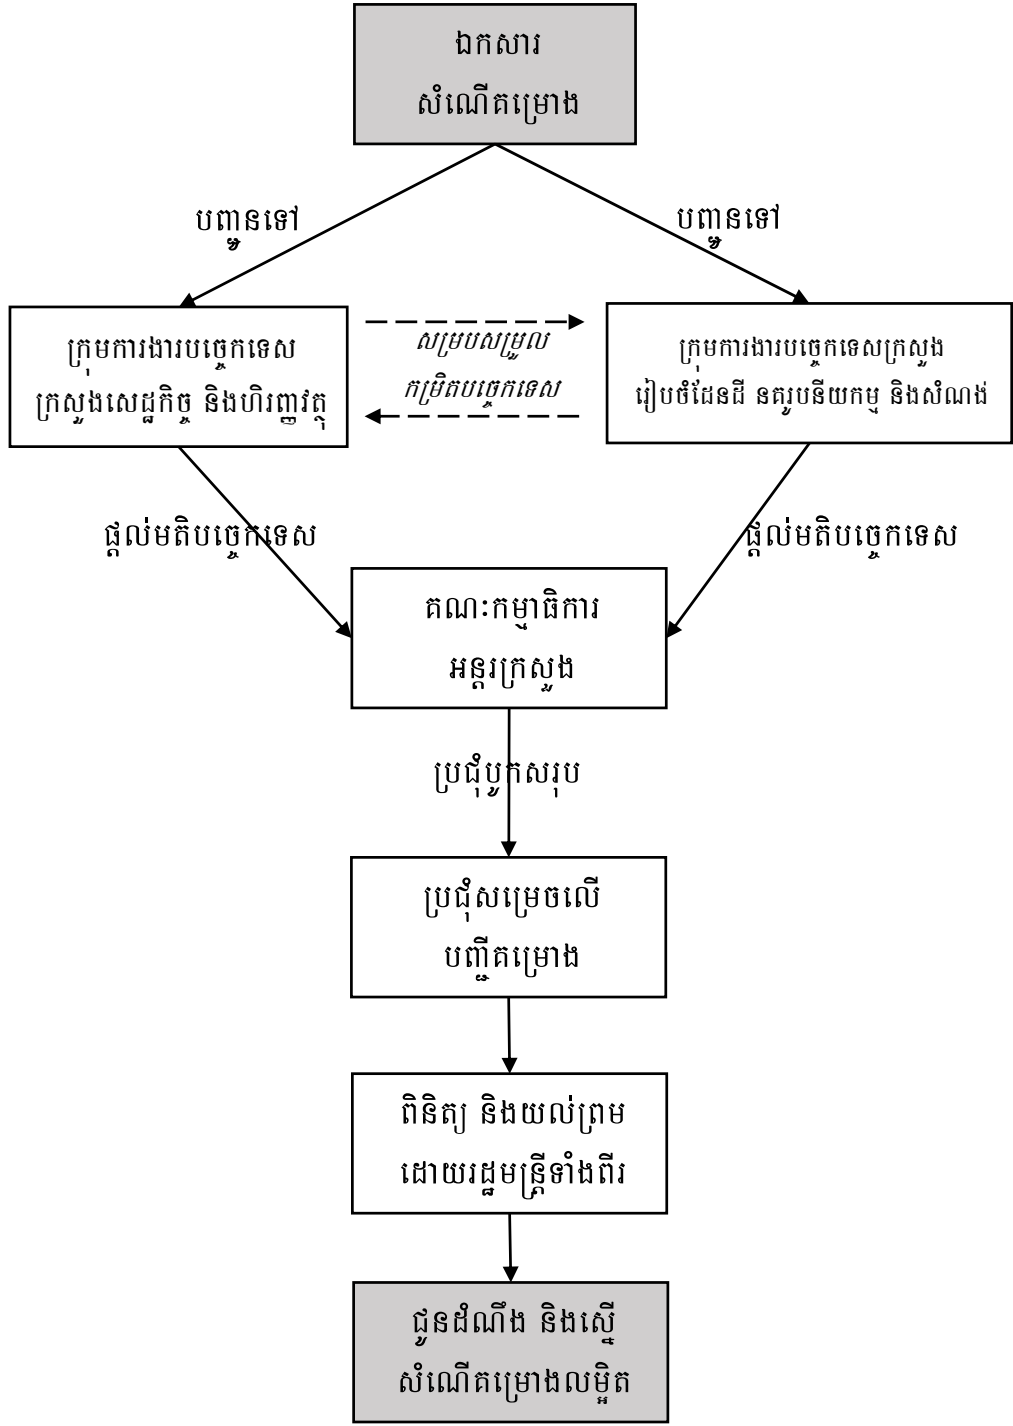 ឯកសារ
សំណើគម្រោង
បញ្ជូនទៅ
បញ្ជូនទៅ
ក្រុមការងារបច្ចេកទេស
ក្រសួងសេដ្ឋកិច្ច និងហិរញ្ញវត្ថុ
សម្របសម្រួល
កម្រិតបច្ចេកទេស
ក្រុមការងារបច្ចេកទេសក្រសួង
រៀបចំដែនដី នគរូបនីយកម្ម និងសំណង់
ផ្តល់មតិបច្ចេកទេស
ផ្តល់មតិបច្ចេកទេស
គណៈកម្មាធិការ
អន្តរក្រសួង
ប្រជុំបូកសរុប
ប្រជុំសម្រេចលើ
បញ្ជីគម្រោង
ពិនិត្យ និងយល់ព្រម
ដោយរដ្ឋមន្ត្រីទាំងពីរ
ជូនដំណឹង និងស្នើ
សំណើគម្រោងលម្អិត